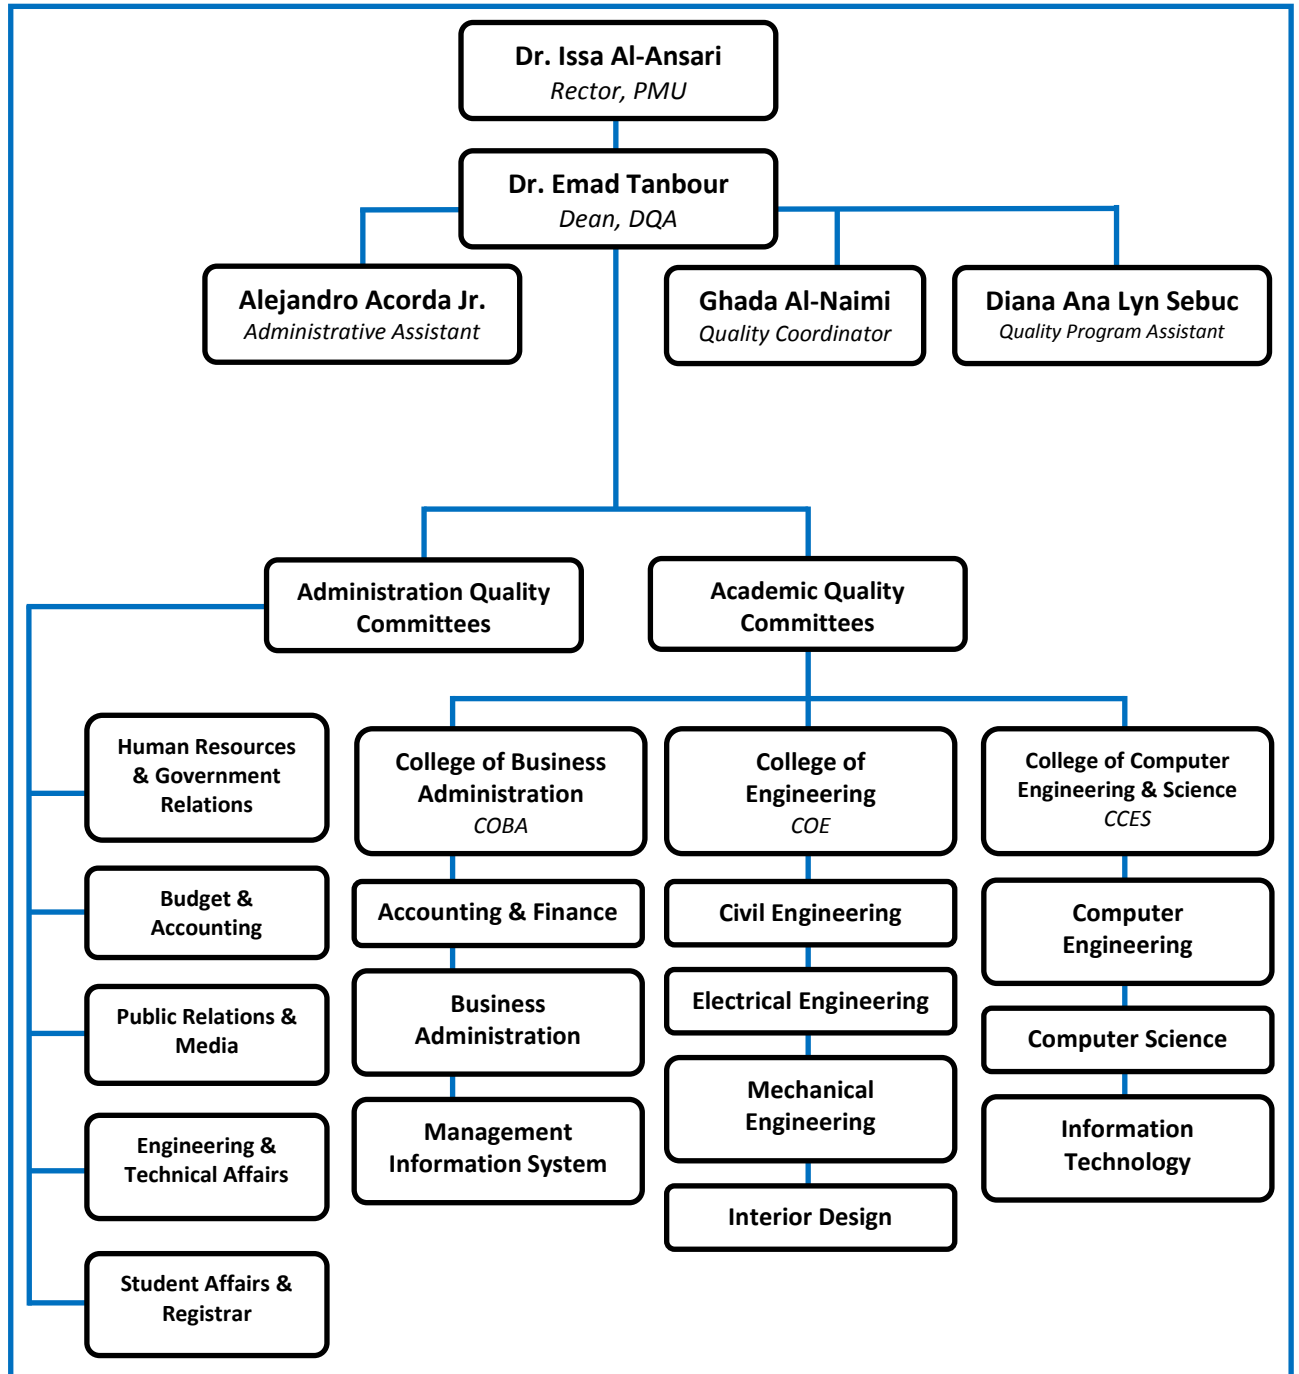 Dr. Issa Al-Ansari
Rector, PMU
Dr. Emad Tanbour
Dean, DQA
Alejandro Acorda Jr.
Administrative Assistant
Ghada Al-Naimi
Quality Coordinator
Diana Ana Lyn Sebuc
Quality Program Assistant
Administration Quality
Committees
Academic Quality
Committees
Human Resources
& Government
Relations
Budget &
Accounting
Public Relations &
Media
Engineering &
Technical Affairs
Student Affairs &
Registrar
College of Business
Administration
COBA
Accounting & Finance
Business
Administration
Management
Information System
College of
Engineering
COE
Civil Engineering
Electrical Engineering
Mechanical
Engineering
Interior Design
College of Computer
Engineering & Science
CCES
Computer
Engineering
Computer Science
Information
Technology